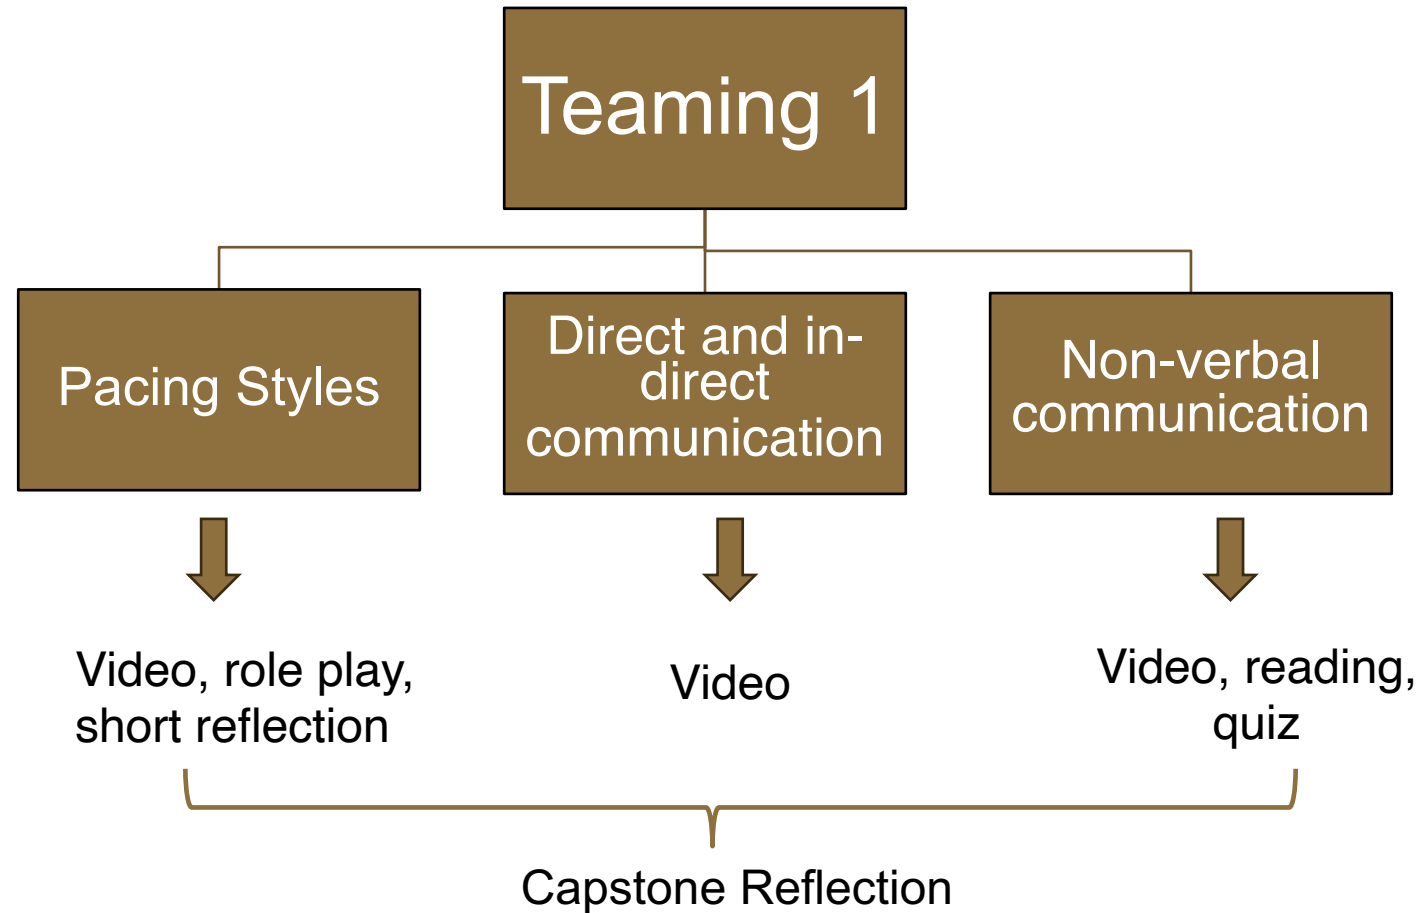 Teaming 1
Pacing Styles
Direct and in-
direct
communication
Non-verbal
communication
Video, role play,
short reflection
Video
Video, reading,
quiz
Capstone Reflection